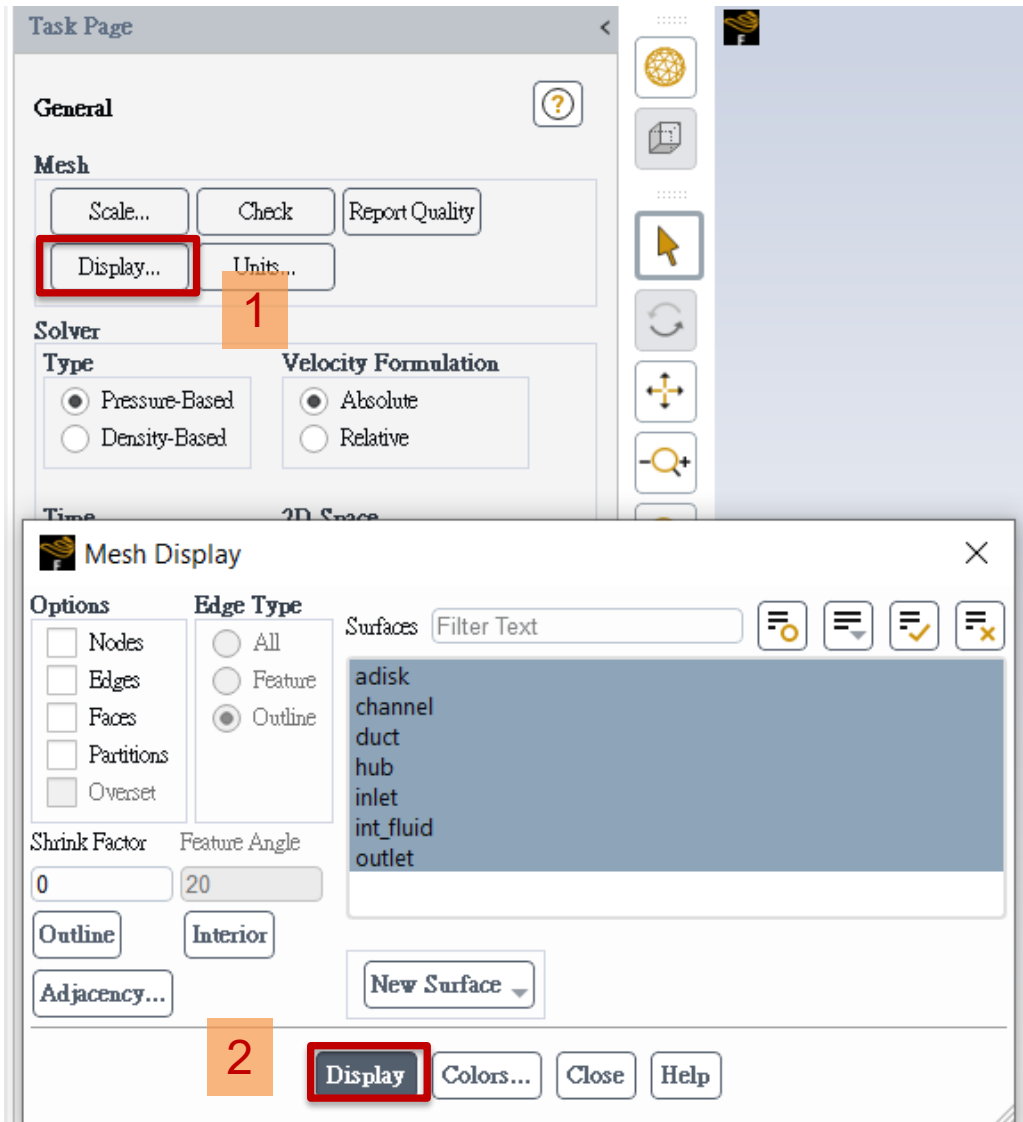 Task Page
<
F
General
?
Mesh
Scale...
Check
Report Quality
Display...
Units...
1
Solver
Type
Velocity Formulation
Pressure-Based
Absolute
Density-Based
Relative
Time
2D Space
F
Mesh Display
Options
Edge Type
Surfaces
Filter Text
Nodes
All
Edges
Feature
Faces
Outline
Partitions
Overset
adisk
channel
duct
hub
inlet
int_fluid
outlet
Shrink Factor
Feature Angle
0
20
Outline
Interior
Adjacency...
New Surface
2
Display
Colors...
Close
Help